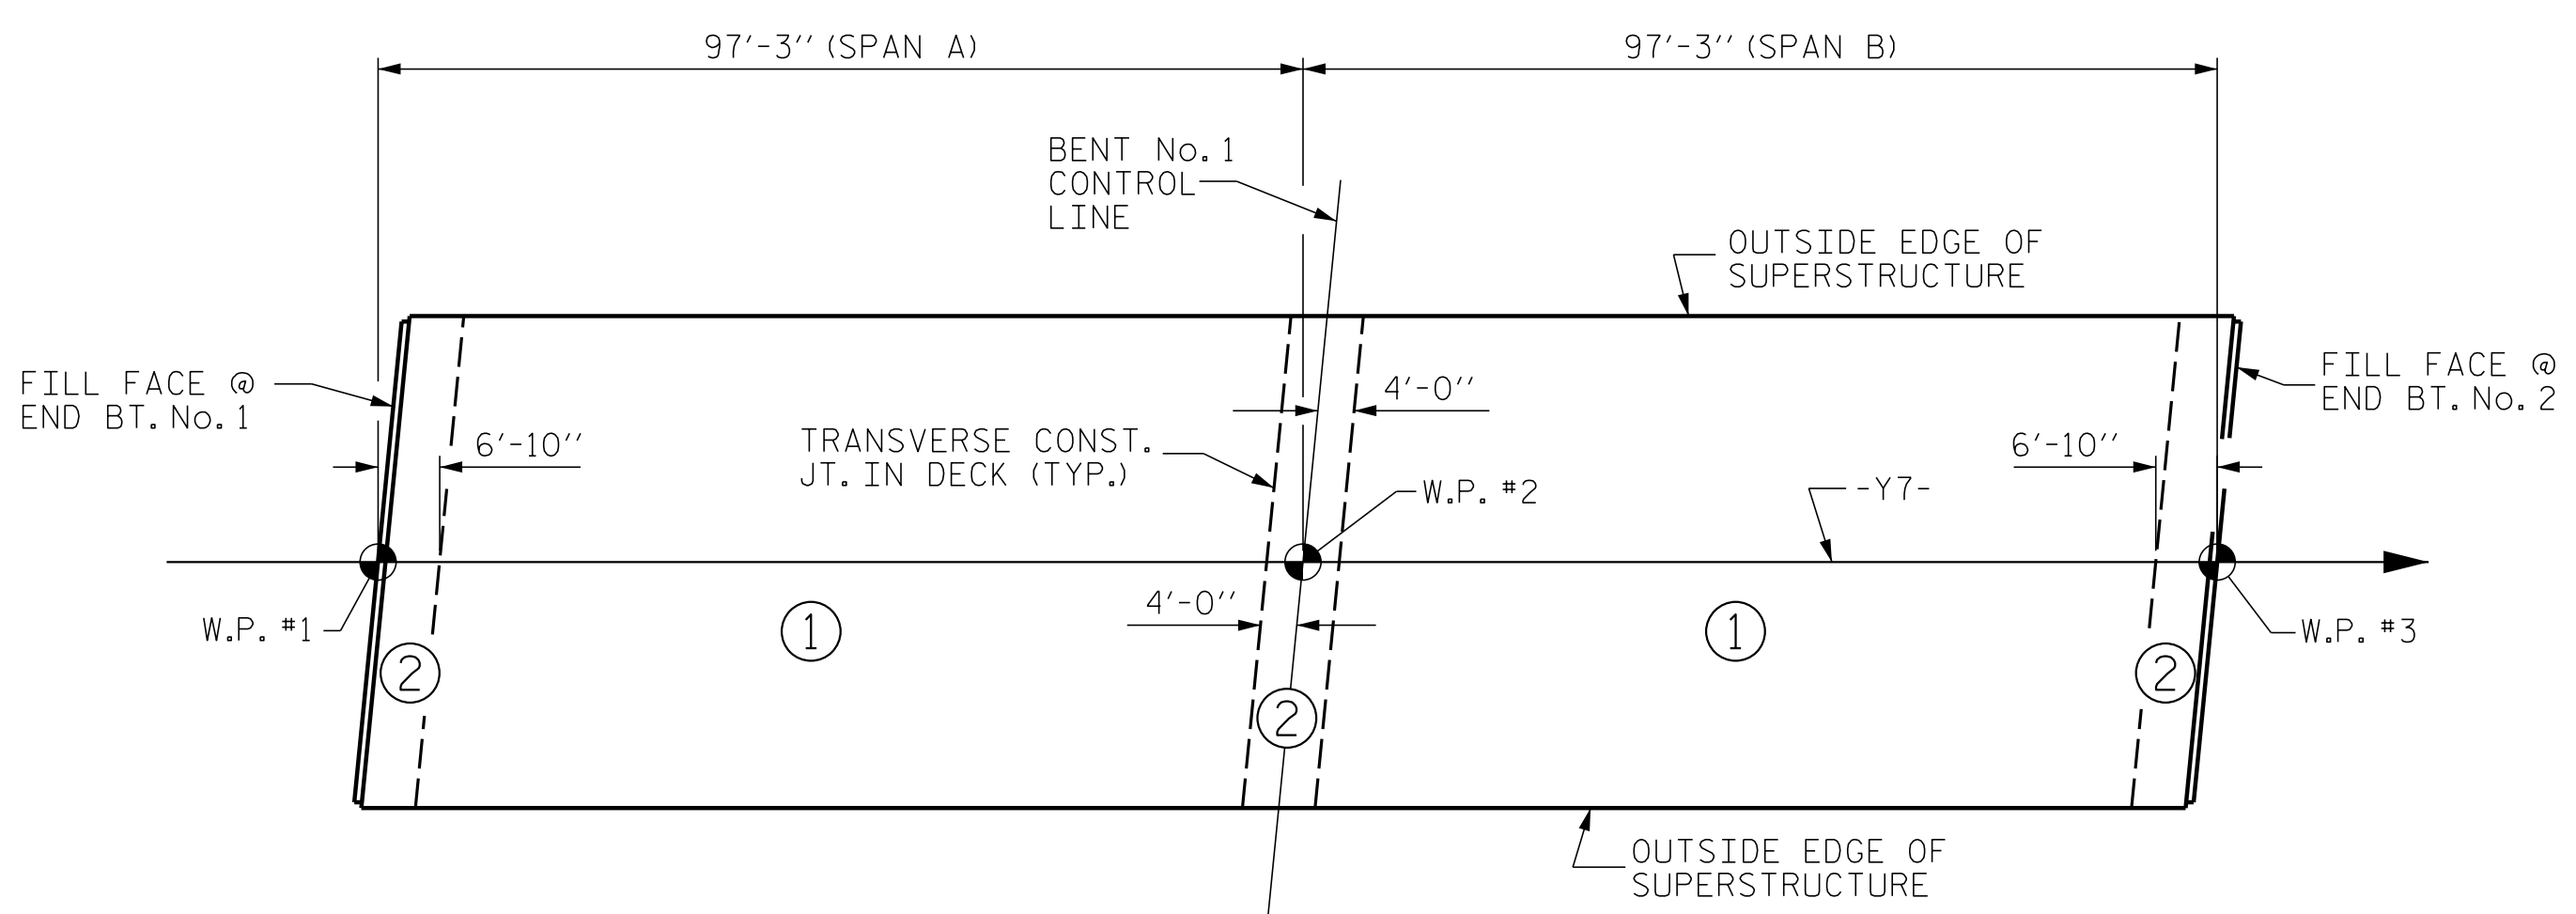 97'-3" (SPAN A)
97'-3" (SPAN B)
BENT No. 1
CONTROL
LINE
OUTSIDE EDGE OF
SUPERSTRUCTURE
FILL FACE @
END BT. No. 1
FILL FACE @
END BT. No. 2
4'-0"
6'-10"
TRANSVERSE CONST.
JT. IN DECK (TYP.)
6'-10"
W.P. #2
-Y7-
4'-0"
W.P. #1
1
1
W.P. #3
2
2
2
OUTSIDE EDGE OF
SUPERSTRUCTURE